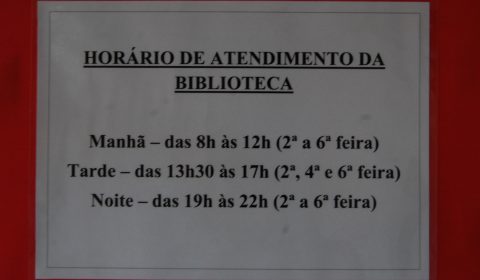 HORÁRIO DE ATENDIMENTO DA
BIBLIOTECA
Manhã – das 8h às 12h (2ª a 6ª feira)
Tarde – das 13h30 às 17h (2ª, 4ª e 6ª feira)
Noite – das 19h às 22h (2ª a 6ª feira)